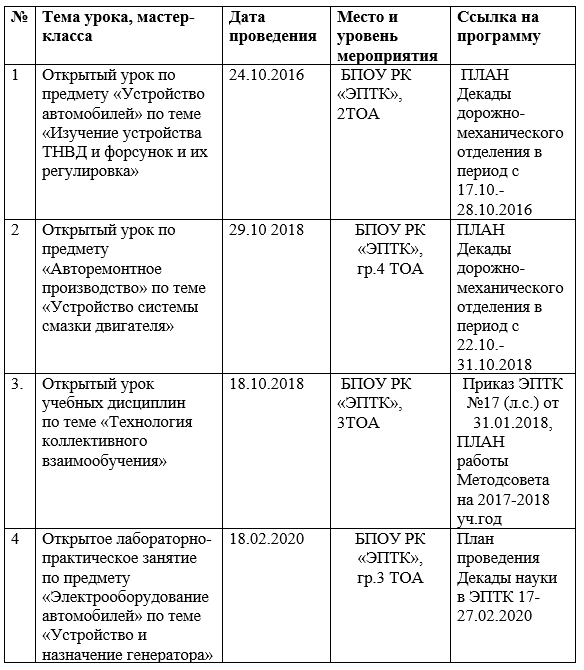 №
Тема урока, мастер-
класса
Дата
проведения
Место и
уровень
мероприятия
Ссылка на
программу
1
Открытый урок по
предмету «Устройство
автомобилей» по теме
«Изучение устройства
ТНВД и форсунок и их
регулировка»
24.10.2016
БПОУ РК
«ЭПТК»,
2ТОА
ПЛАН
Декады
дорожно-
механического
отделения в
период с
17.10.-
28.10.2016
2
Открытый урок по
предмету
«Авторемонтное
производство» по теме
«Устройство системы
смазки двигателя»
29.10 2018
БПОУ РК
«ЭПТК»,
гр.4 ТОА
ПЛАН
Декады
дорожно-
механического
отделения в
период с
22.10.-
31.10.2018
3.
Открытый урок
учебных дисциплин
по теме «Технология
коллективного
взаимообучения»
18.10.2018
БПОУ РК
«ЭПТК»,
3ТОА
Приказ ЭПТК
№17 (л.с.) от
31.01.2018,
ПЛАН
работы
Методсовета
на 2017-2018
уч.год
4
Открытое лабораторно-
практическое занятие
по предмету
«Электрооборудование
автомобилей» по теме
«Устройство и
назначение генератора»
18.02.2020
БПОУ РК
«ЭПТК»,
гр.3 ТОА
План
проведения
Декады науки
в ЭПТК 17-
27.02.2020